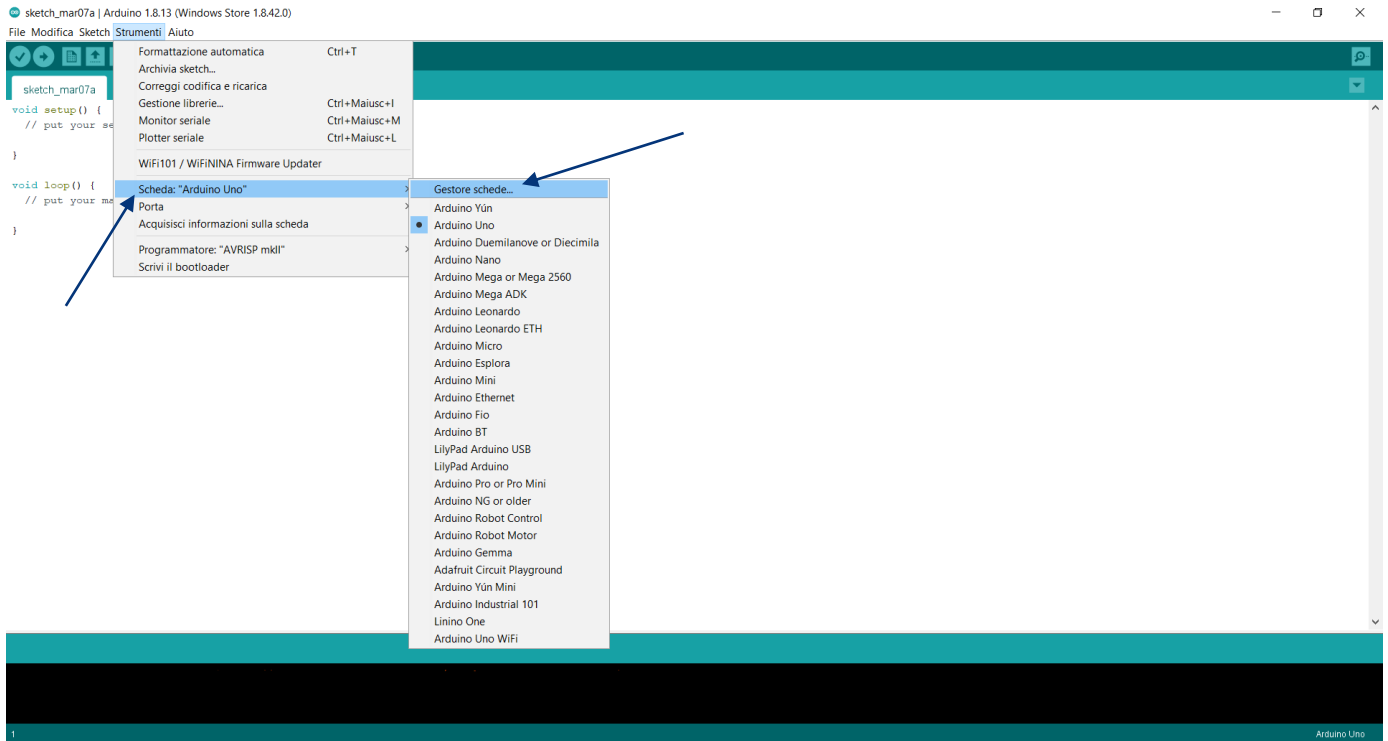 sketch_mar07a | Arduino 1.8.13 (Windows Store 1.8.42.0)
File Modifica Sketch Strumenti Aiuto
sketch_mar07a
void setup() {
// put your se
}
void loop() {
// put your ma
}
Formattazione automatica Ctrl+T
Archivia sketch...
Correggi codifica e ricarica
Gestione librerie... Ctrl+Maiusc+I
Monitor seriale Ctrl+Maiusc+M
Plotter seriale Ctrl+Maiusc+L
WiFi101 / WiFiNINA Firmware Updater
Scheda: "Arduino Uno"
Porta
Acquisisci informazioni sulla scheda
Programmatore: "AVRISP mkII"
Scrivi il bootloader
Gestore schede...
Arduino Yún
Arduino Uno
Arduino Duemilanove or Diecimila
Arduino Nano
Arduino Mega or Mega 2560
Arduino Mega ADK
Arduino Leonardo
Arduino Leonardo ETH
Arduino Micro
Arduino Esplora
Arduino Mini
Arduino Ethernet
Arduino Fio
Arduino BT
LilyPad Arduino USB
LilyPad Arduino
Arduino Pro or Pro Mini
Arduino NG or older
Arduino Robot Control
Arduino Robot Motor
Arduino Gemma
Adafruit Circuit Playground
Arduino Yún Mini
Arduino Industrial 101
Linino One
Arduino Uno WiFi
1 Arduino Uno